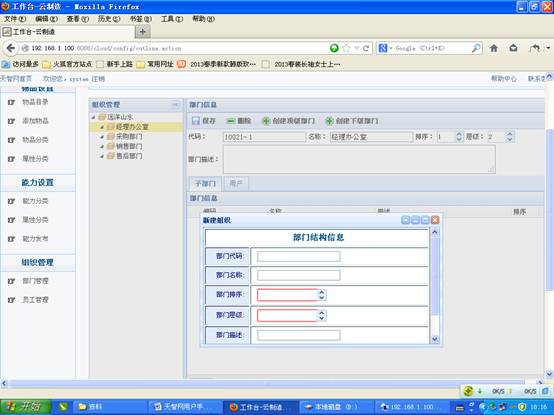 工作台-云制造 - Mozilla Firefox
文件(F) 编辑(E) 查看(V) 历史(S) 书签(B) 工具(T) 帮助(H)
工作台-云制造
192.168.1.100:8088/cloud/config/outline.action
Google (Ctrl+K)
访问最多 火狐官方站点 新手上路 常用网址 2013春季新款韩版欧... 2013春装长袖女士上...
天智网首页 欢迎您，system 注销 帮助中心
物品设置
物品目录
添加物品
物品分类
属性分类
能力设置
能力分类
属性分类
能力发布
组织管理
部门管理
员工管理
组织管理
远洋山水
经理办公室
采购部门
销售部门
售后部门
部门信息
保存 删除 创建顶级部门 创建下级部门
代码： 10021-1 名称： 经理办公室 排序： 1 层级： 2
部门描述：
子部门 用户
部门信息
编码 名称 描述 排序
新建组织
部门结构信息
部门代码：
部门名称：
部门排序：
部门层级：
部门描述：
0K/S 0K/S
开始 资料 天智网用户手... 工作台-云制造... 本地磁盘 (D:) 192.168.1.100... 18:16